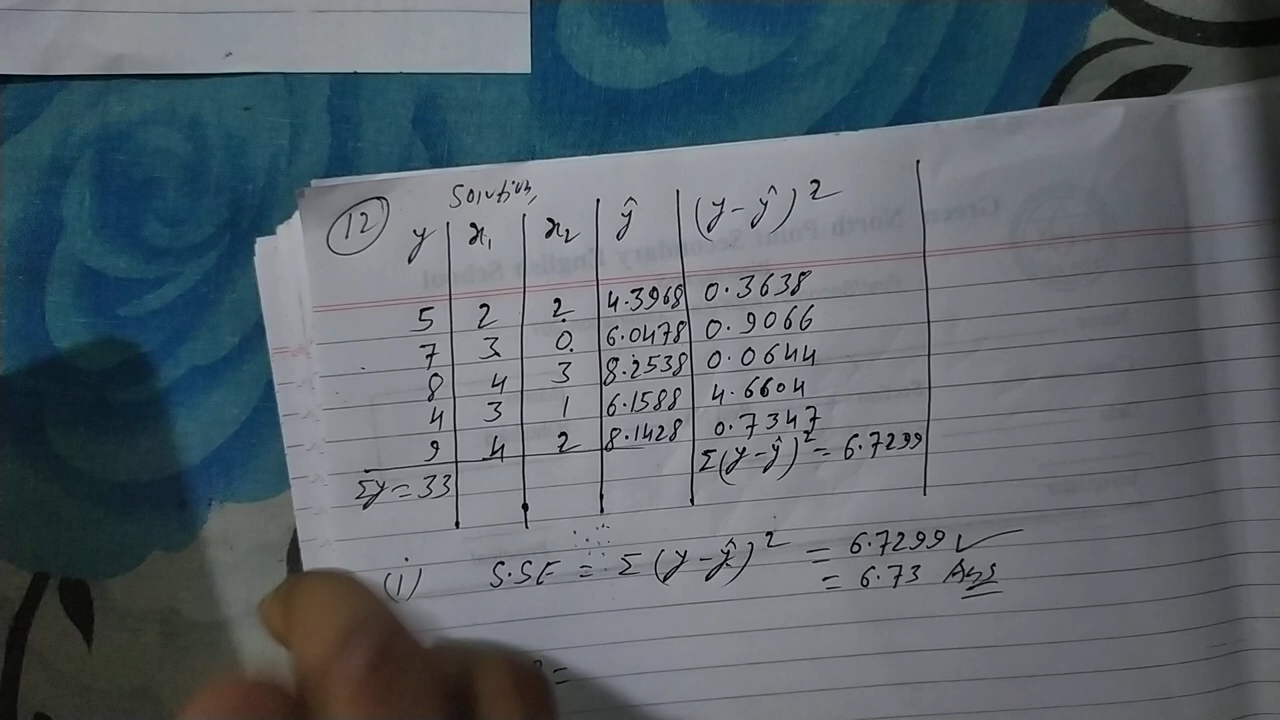 Solution,
(12) y x₁ x₂ ŷ (y-ŷ)²
5 2 2 4.3968 0.3638
7 3 0 6.0478 0.9066
8 4 3 8.2538 0.0644
4 3 1 6.1588 4.6604
9 4 2 8.1428 0.7347
Σy = 33 Σ(y-ŷ)² = 6.7299
(i) S.SE = Σ(y-ŷ)² = 6.7299 ✓
= 6.73 Ans
=